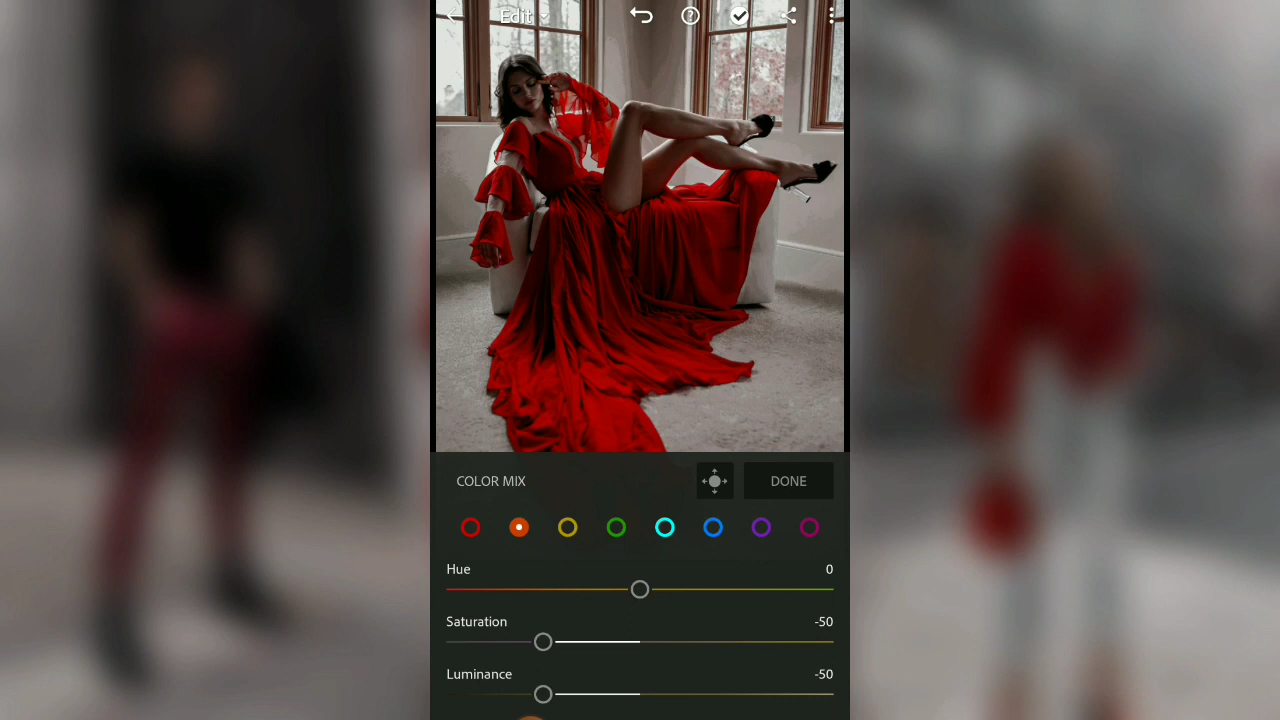 Edit
COLOR MIX
DONE
Hue 0
Saturation -50
Luminance -50